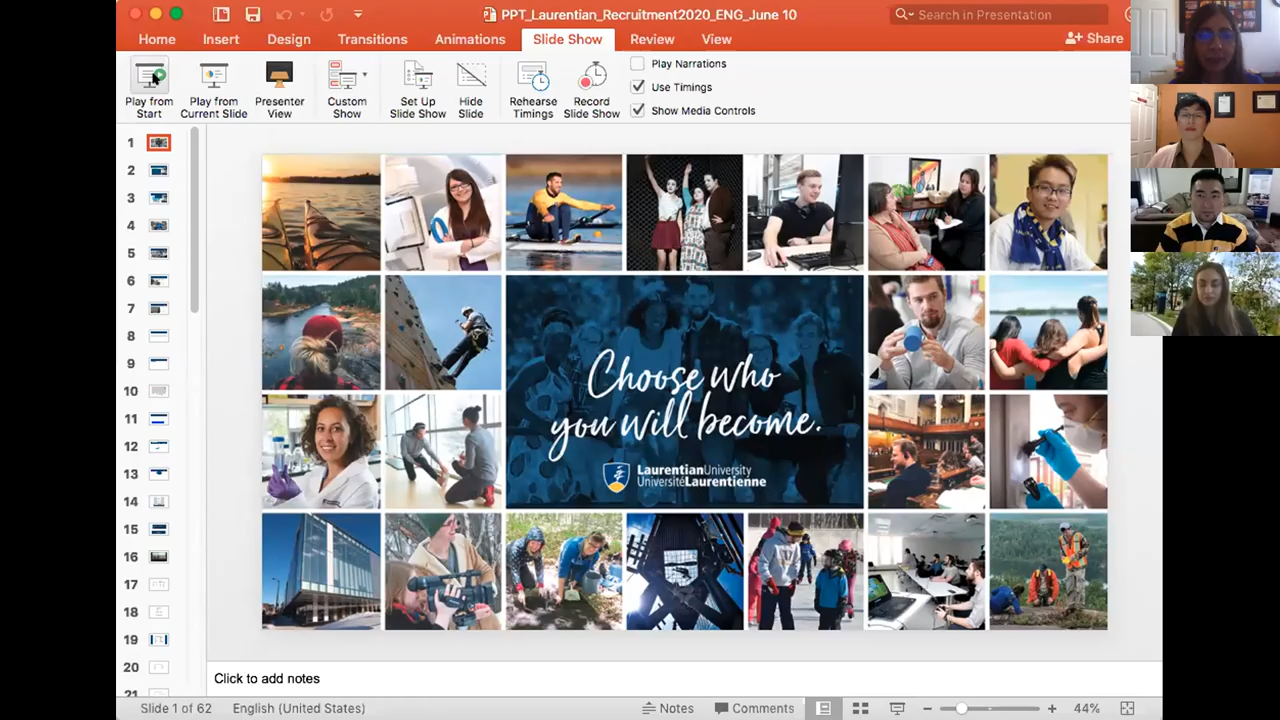 PPT_Laurentian_Recruitment2020_ENG_June 10
Search in Presentation
Home Insert Design Transitions Animations Slide Show Review View
Share
Play from Start
Play from Current Slide
Presenter View
Custom Show
Set Up Slide Show
Hide Slide
Rehearse Timings
Record Slide Show
Play Narrations
Use Timings
Show Media Controls
1
2
3
4
5
6
7
8
9
10
11
12
13
14
15
16
17
18
19
20
21
Choose who
you will become.
LaurentianUniversity
UniversitéLaurentienne
Click to add notes
Slide 1 of 62 English (United States) Notes Comments 44%